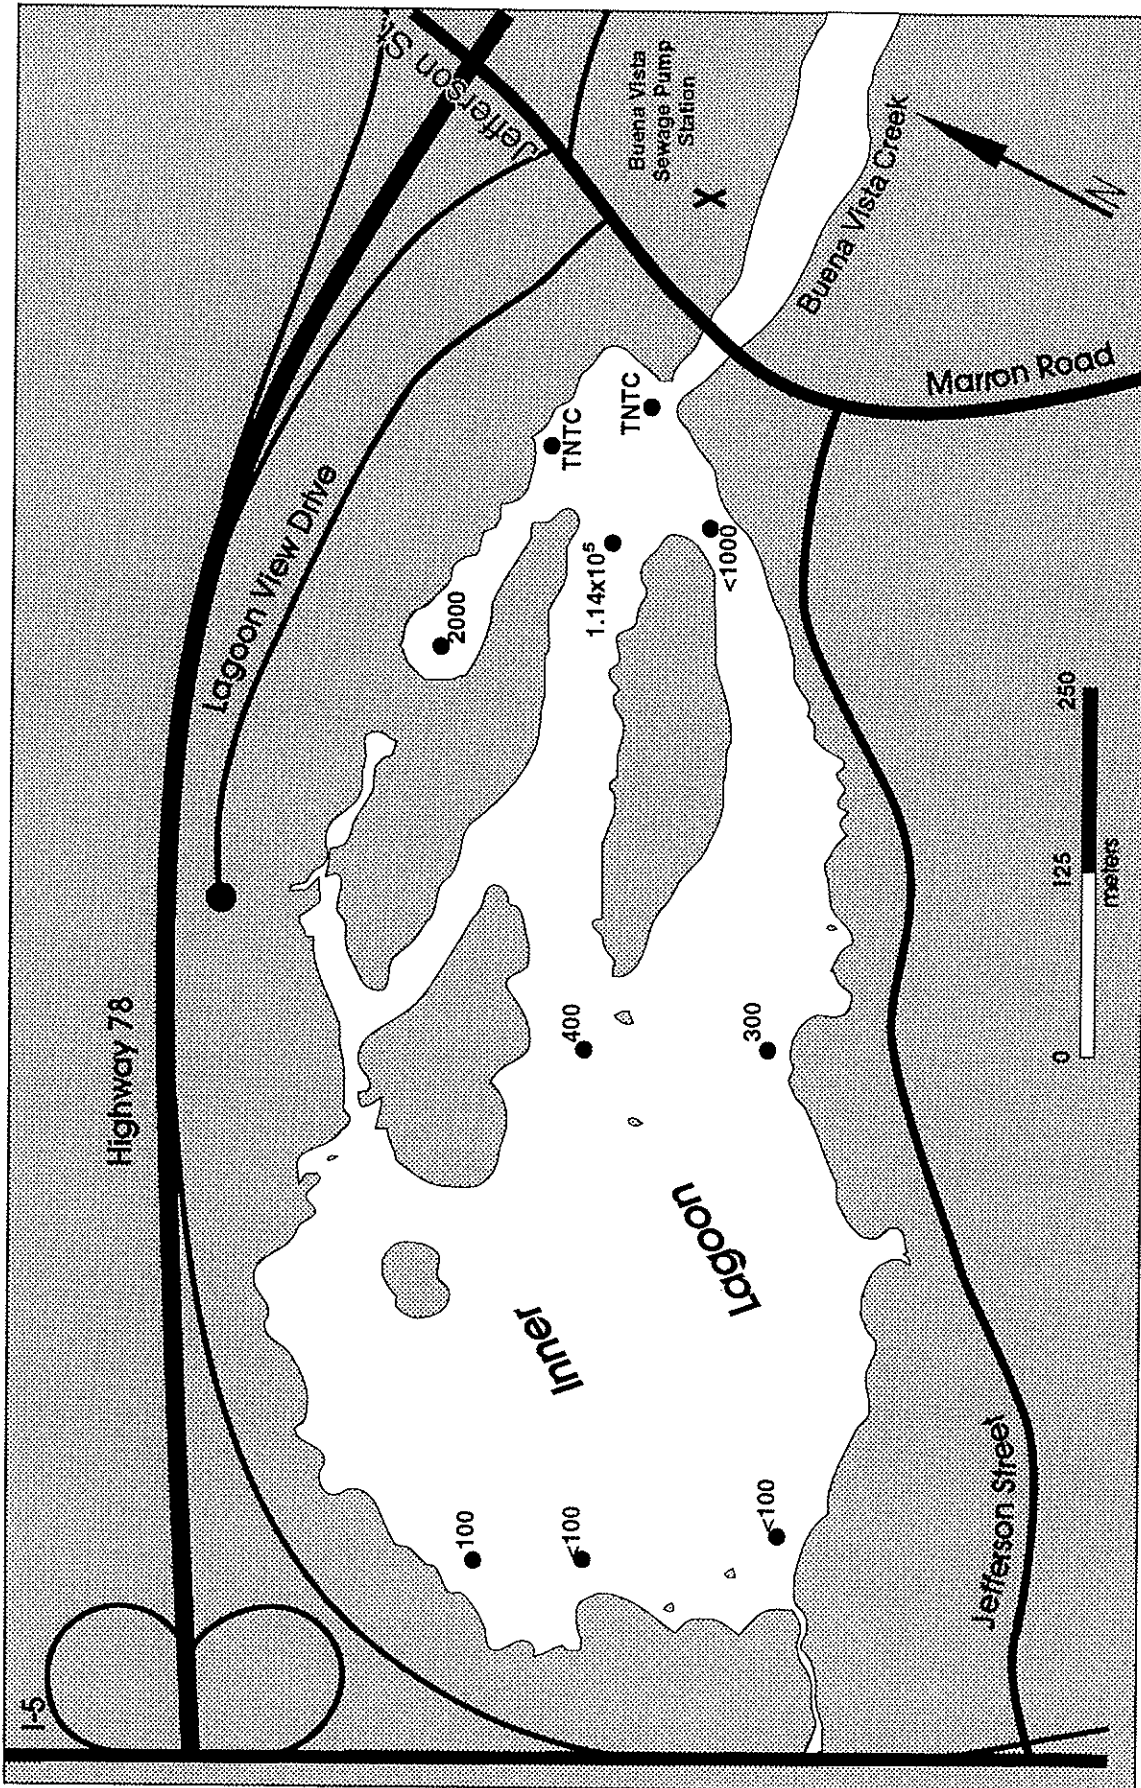 Jefferson St
Buena Vista
Sewage Pump
Station
X
Buena Vista Creek
N
Marron Road
Lagoon View Drive
TNTC
TNTC
2000
1.14x10⁵
<1000
Highway 78
400
300
0
125
250
meters
Inner
Lagoon
100
<100
<100
Jefferson Street
I-5